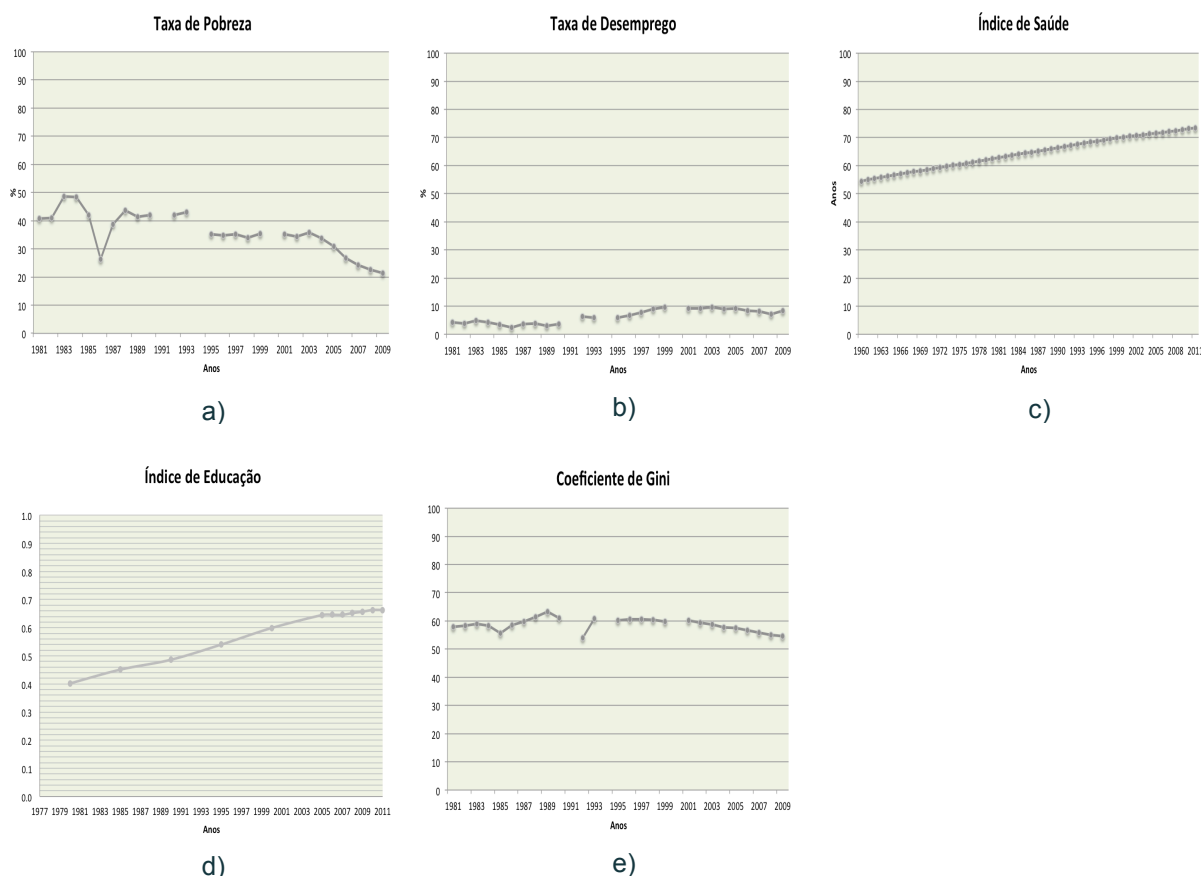 Taxa de Pobreza
100
90
80
70
60
50
40
30
20
10
0
%
1981 1983 1985 1987 1989 1991 1993 1995 1997 1999 2001 2003 2005 2007 2009
Anos
a)
Taxa de Desemprego
100
90
80
70
60
50
40
30
20
10
0
%
1981 1983 1985 1987 1989 1991 1993 1995 1997 1999 2001 2003 2005 2007 2009
Anos
b)
Índice de Saúde
100
90
80
70
60
50
40
30
20
10
0
Anos
1960 1963 1966 1969 1972 1975 1978 1981 1984 1987 1990 1993 1996 1999 2002 2005 2008 2011
Anos
c)
Índice de Educação
1.0
0.9
0.8
0.7
0.6
0.5
0.4
0.3
0.2
0.1
0.0
1977 1979 1981 1983 1985 1987 1989 1991 1993 1995 1997 1999 2001 2003 2005 2007 2009 2011
Anos
d)
Coeficiente de Gini
100
90
80
70
60
50
40
30
20
10
0
1981 1983 1985 1987 1989 1991 1993 1995 1997 1999 2001 2003 2005 2007 2009
Anos
e)